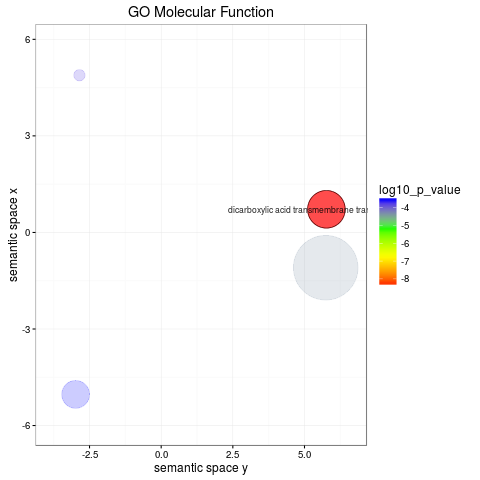 GO Molecular Function
6
3
0
-3
-6
semantic space x
dicarboxylic acid transmembrane tra
-2.5
0.0
2.5
5.0
semantic space y
log10_p_value
-4
-5
-6
-7
-8